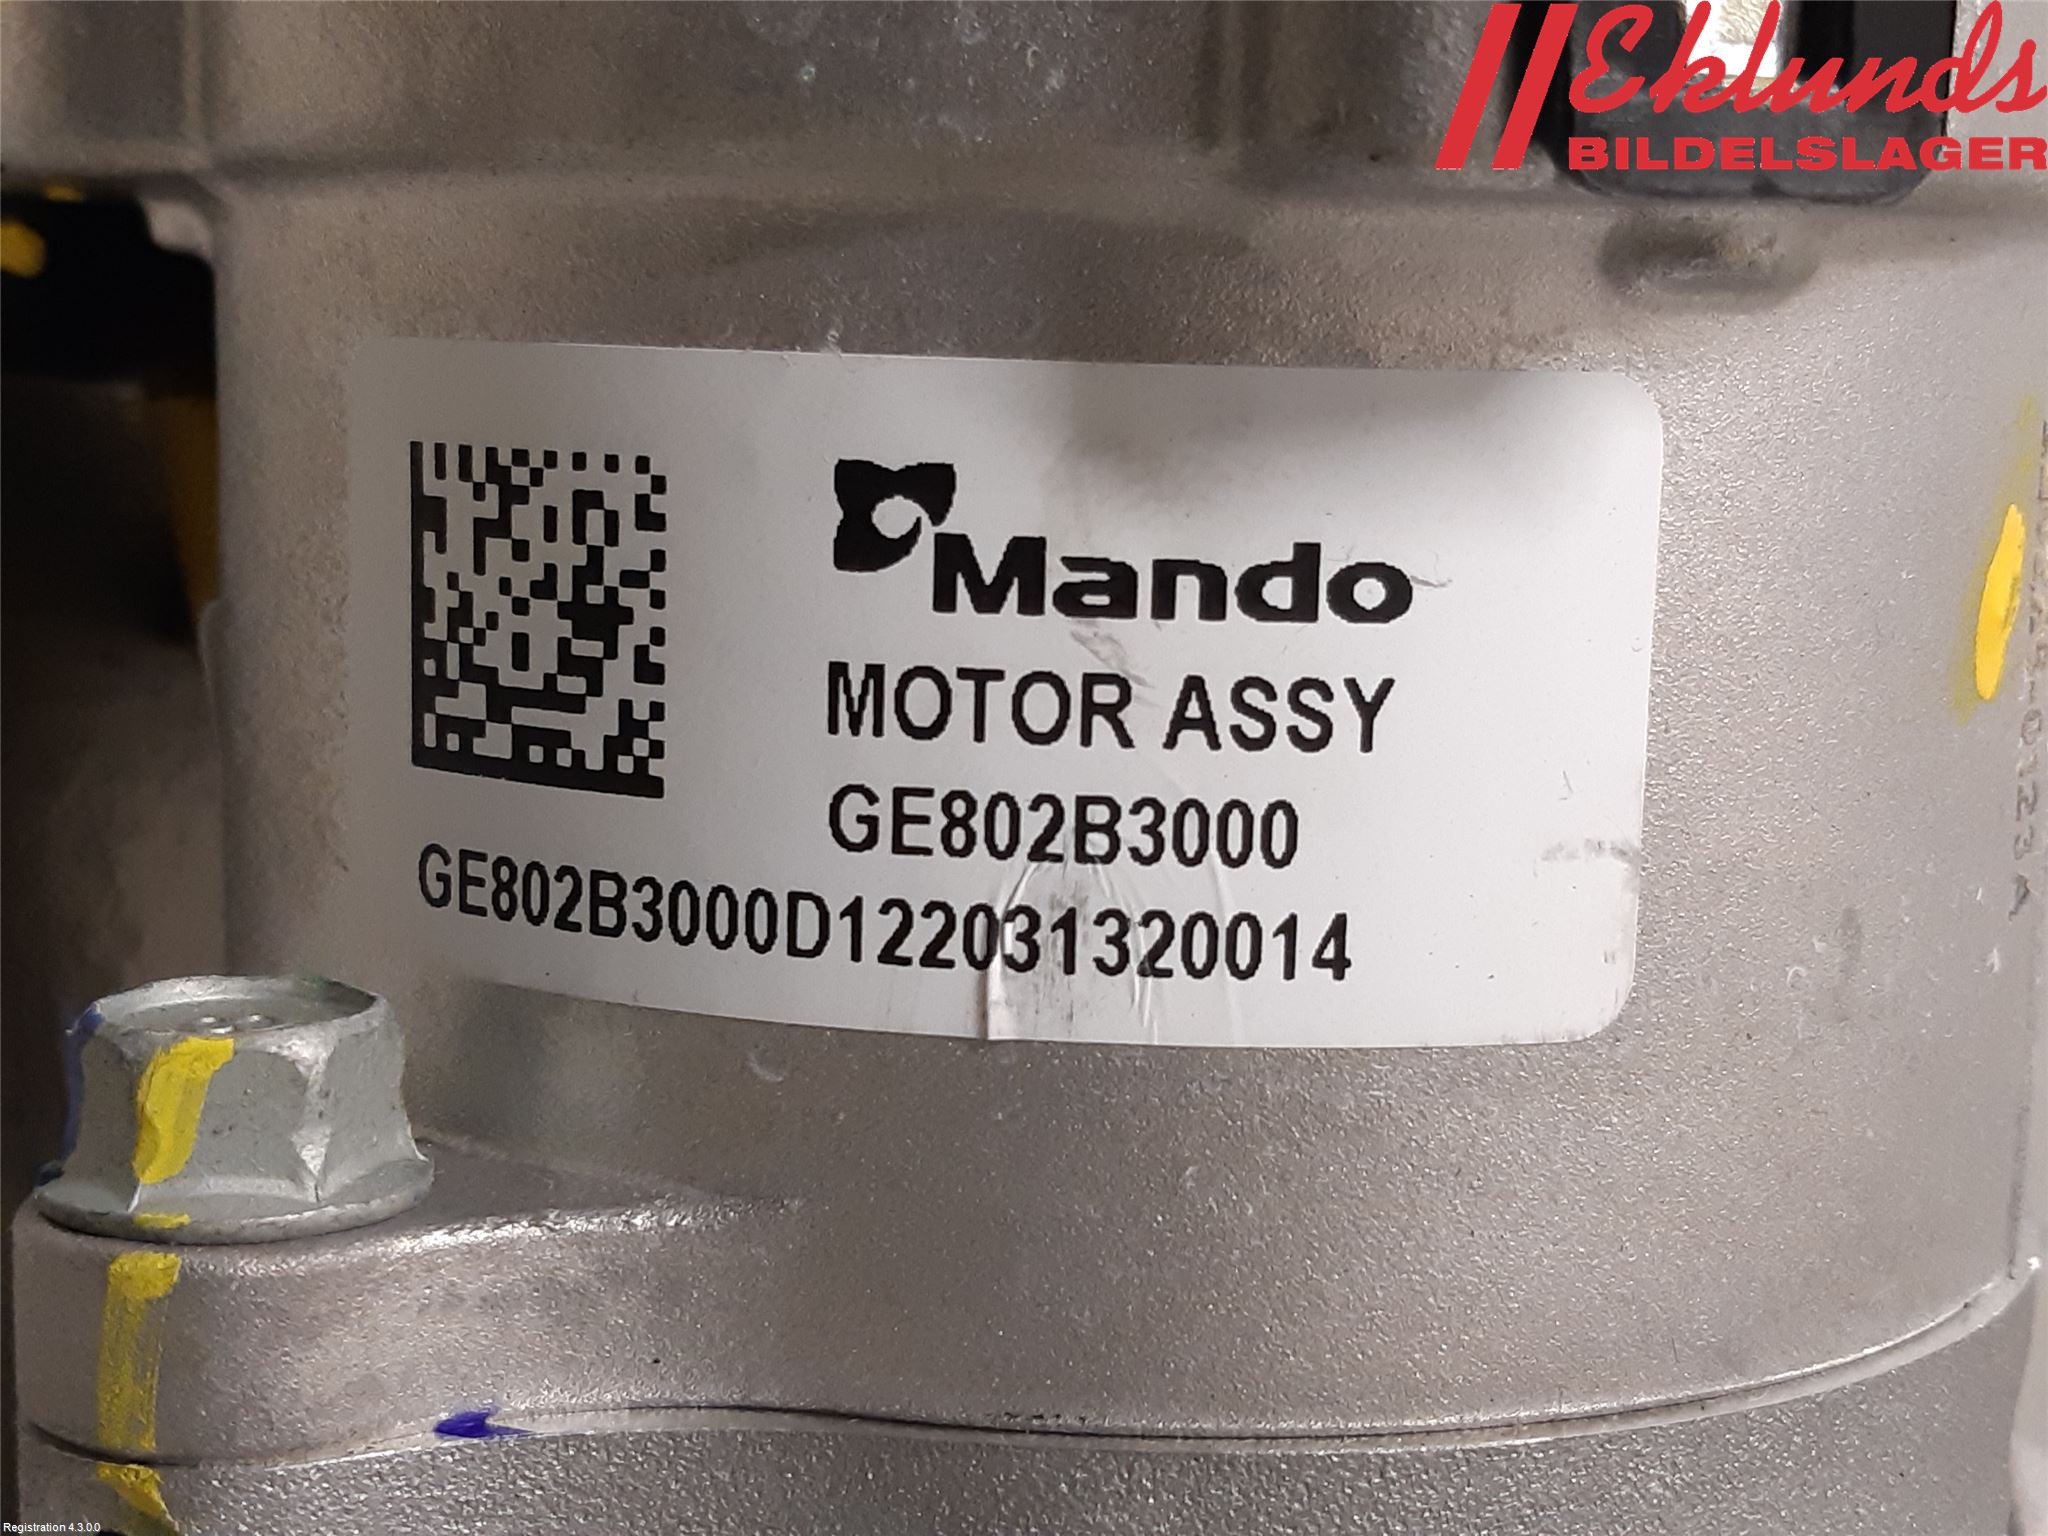 Eklunds
BILDELSLAGER
Mando
MOTOR ASSY
GE802B3000
GE802B3000D122031320014
Registration 4.3.0.0